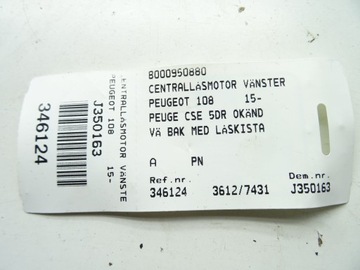 8000950880
CENTRALLÅSMOTOR VÄNSTER
PEUGEOT 108 15-
PEUGE CSE 5DR OKÄND
VÄ BAK MED LÅSKISTA
A PN
Ref.nr. Dem.nr.
346124 3612/7431 J350163
ENTRALLÅSMOTOR VÄNSTE
PEUGEOT 108 15-
J350163
346124